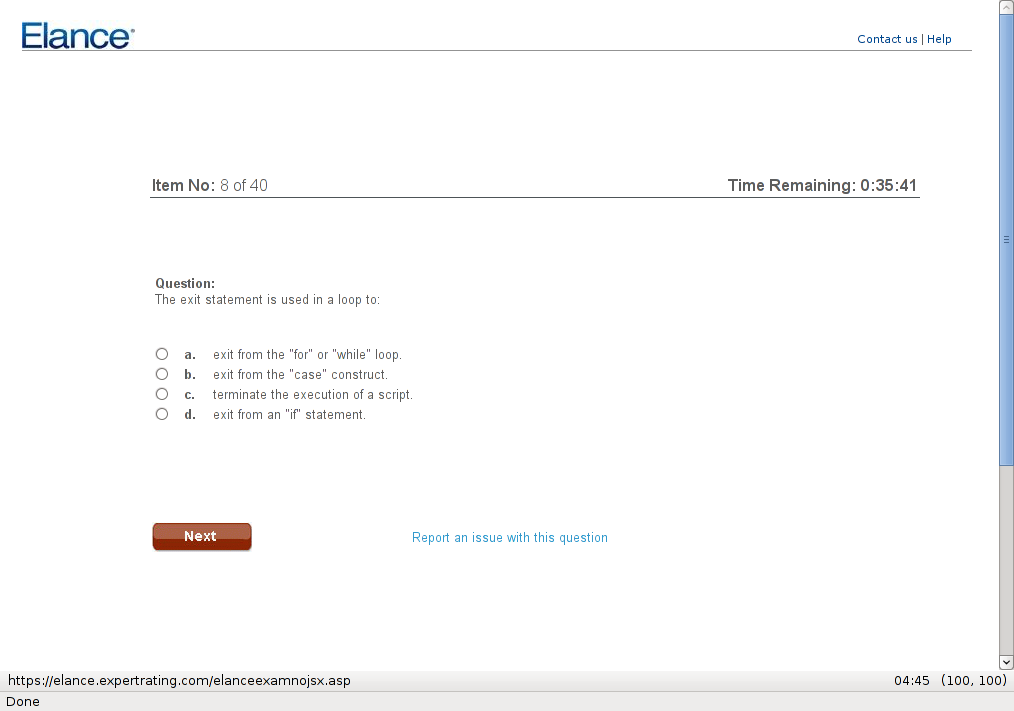 Elance
Contact us | Help
Item No: 8 of 40
Time Remaining: 0:35:41
Question:
The exit statement is used in a loop to:
a. exit from the "for" or "while" loop.
b. exit from the "case" construct.
c. terminate the execution of a script.
d. exit from an "if" statement.
Next
Report an issue with this question
https://elance.expertrating.com/elanceexamnojsx.asp
04:45 (100, 100)
Done